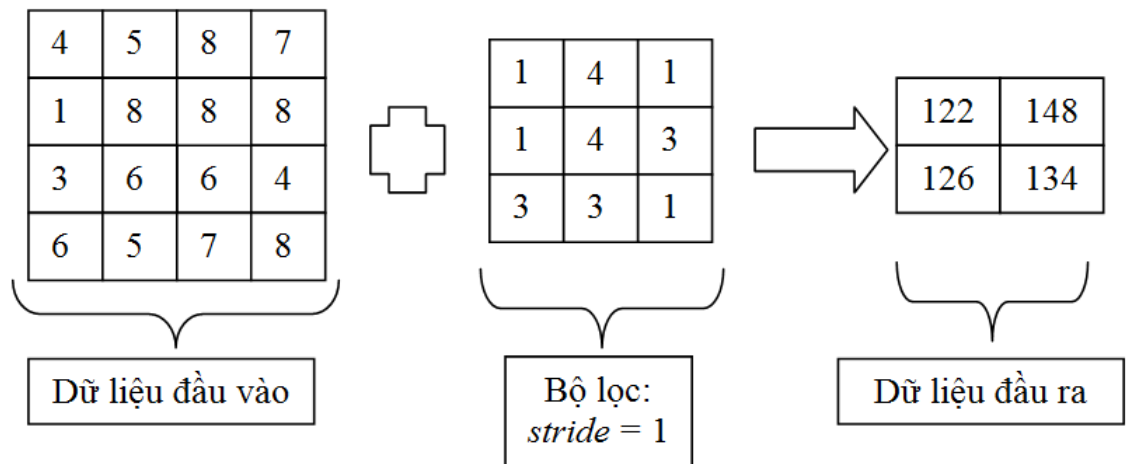 4 5 8 7
1 8 8 8
3 6 6 4
6 5 7 8
1 4 1
1 4 3
3 3 1
122 148
126 134
Dữ liệu đầu vào
Bộ lọc:
stride = 1
Dữ liệu đầu ra